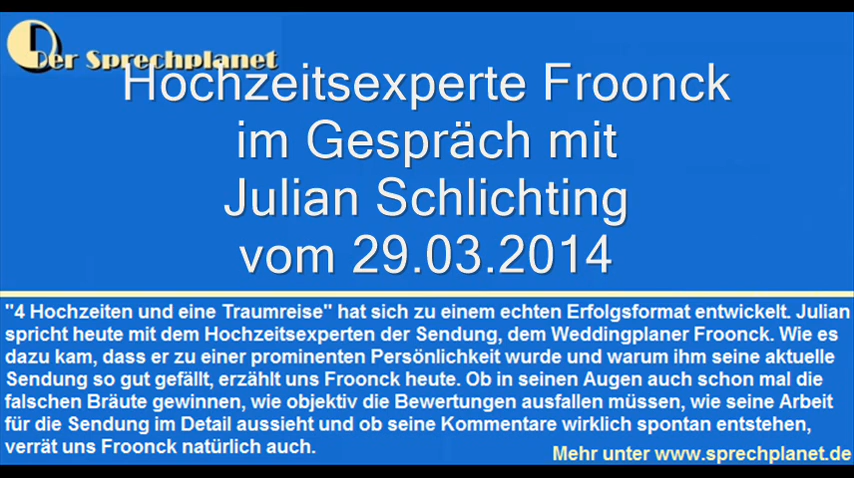 Der Sprechplanet
Hochzeitsexperte Froonck
im Gespräch mit
Julian Schlichting
vom 29.03.2014
"4 Hochzeiten und eine Traumreise" hat sich zu einem echten Erfolgsformat entwickelt. Julian
spricht heute mit dem Hochzeitsexperten der Sendung, dem Weddingplaner Froonck. Wie es
dazu kam, dass er zu einer prominenten Persönlichkeit wurde und warum ihm seine aktuelle
Sendung so gut gefällt, erzählt uns Froonck heute. Ob in seinen Augen auch schon mal die
falschen Bräute gewinnen, wie objektiv die Bewertungen ausfallen müssen, wie seine Arbeit
für die Sendung im Detail aussieht und ob seine Kommentare wirklich spontan entstehen,
verrät uns Froonck natürlich auch.
Mehr unter www.sprechplanet.de